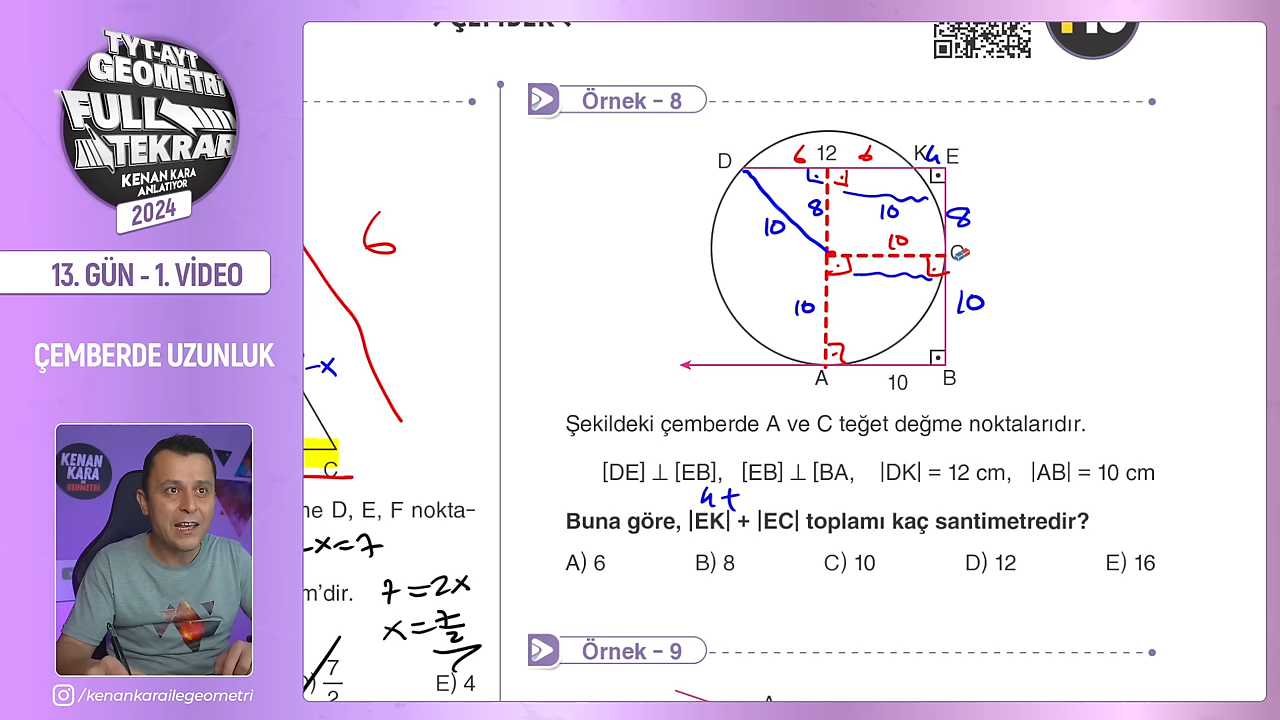 TYT-AYT
GEOMETRİ
FULL
TEKRAR
KENAN KARA
ANLATIYOR
2024
13. GÜN - 1. VİDEO
ÇEMBERDE UZUNLUK
KENAN
KARA
GEOMETRİ
/kenankarailegeometri
6
-x
C
ne D, E, F nokta-
-x=7
m'dir.
7=2x
x=7/2
7/2
E) 4
Örnek – 8
D 6 12 6 K 4 E
8 10 8
10 10 C
10 10
A 10 B
Şekildeki çemberde A ve C teğet değme noktalarıdır.
[DE] ⊥ [EB], [EB] ⊥ [BA, |DK| = 12 cm, |AB| = 10 cm
4 +
Buna göre, |EK| + |EC| toplamı kaç santimetredir?
A) 6 B) 8 C) 10 D) 12 E) 16
Örnek – 9